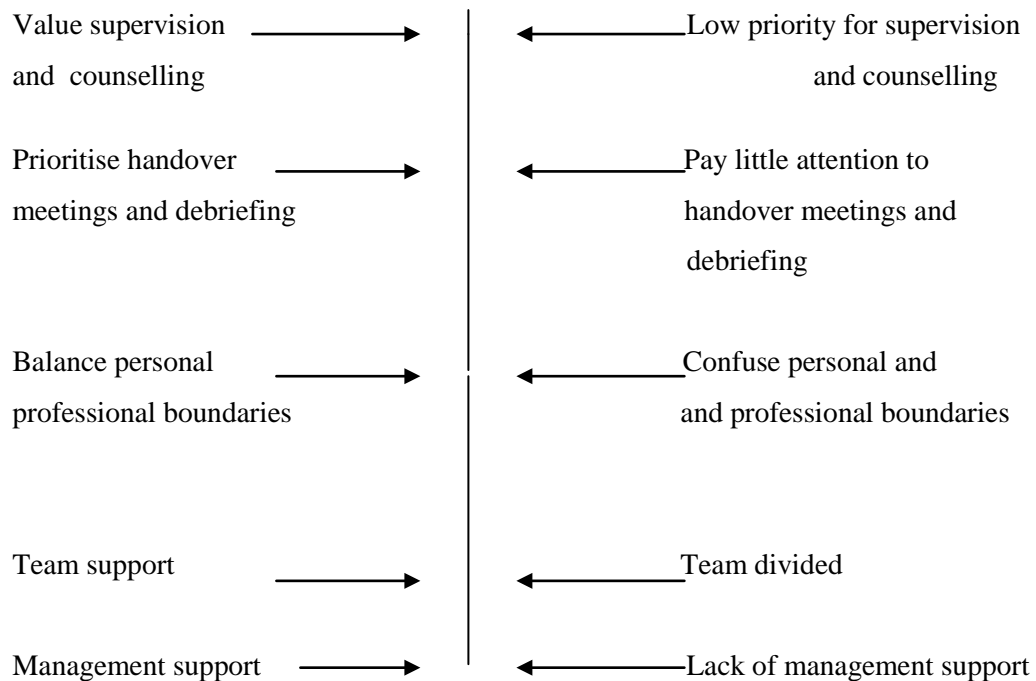 Value supervision
and counselling
Low priority for supervision
and counselling
Prioritise handover
meetings and debriefing
Pay little attention to
handover meetings and
debriefing
Balance personal
professional boundaries
Confuse personal and
and professional boundaries
Team support
Team divided
Management support
Lack of management support